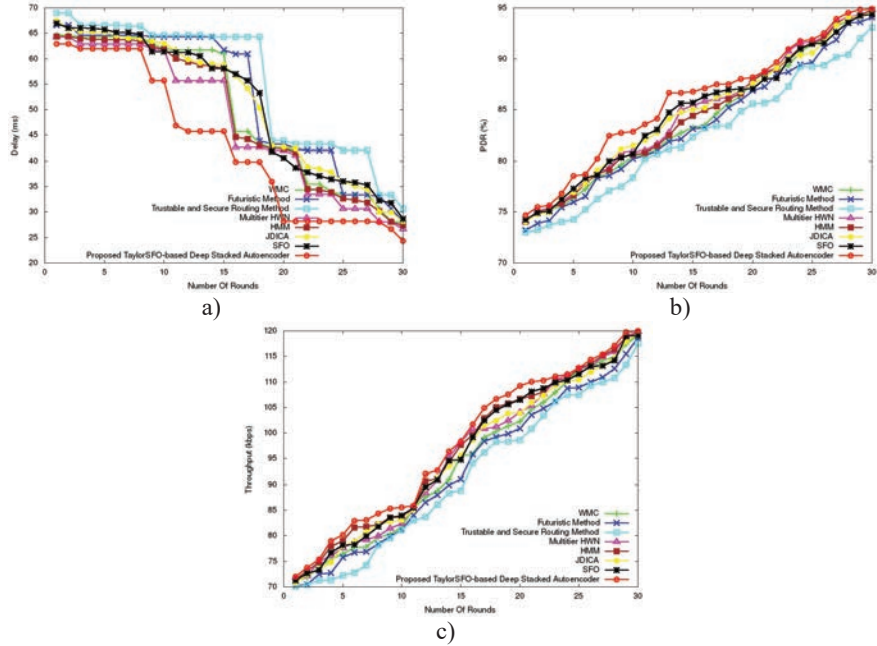 70
65
60
55
50
45
40
35
30
25
20
Delay (ms)
0 5 10 15 20 25 30
Number Of Rounds
WMC
Futuristic Method
Trustable and Secure Routing Method
Multitier HWN
HMM
JDICA
SFO
Proposed TaylorSFO-based Deep Stacked Autoencoder
a)
95
90
85
80
75
70
PDR (%)
0 5 10 15 20 25 30
Number Of Rounds
WMC
Futuristic Method
Trustable and Secure Routing Method
Multitier HWN
HMM
JDICA
SFO
Proposed TaylorSFO-based Deep Stacked Autoencoder
b)
120
115
110
105
100
95
90
85
80
75
70
Throughput (kbps)
0 5 10 15 20 25 30
Number Of Rounds
WMC
Futuristic Method
Trustable and Secure Routing Method
Multitier HWN
HMM
JDICA
SFO
Proposed TaylorSFO-based Deep Stacked Autoencoder
c)